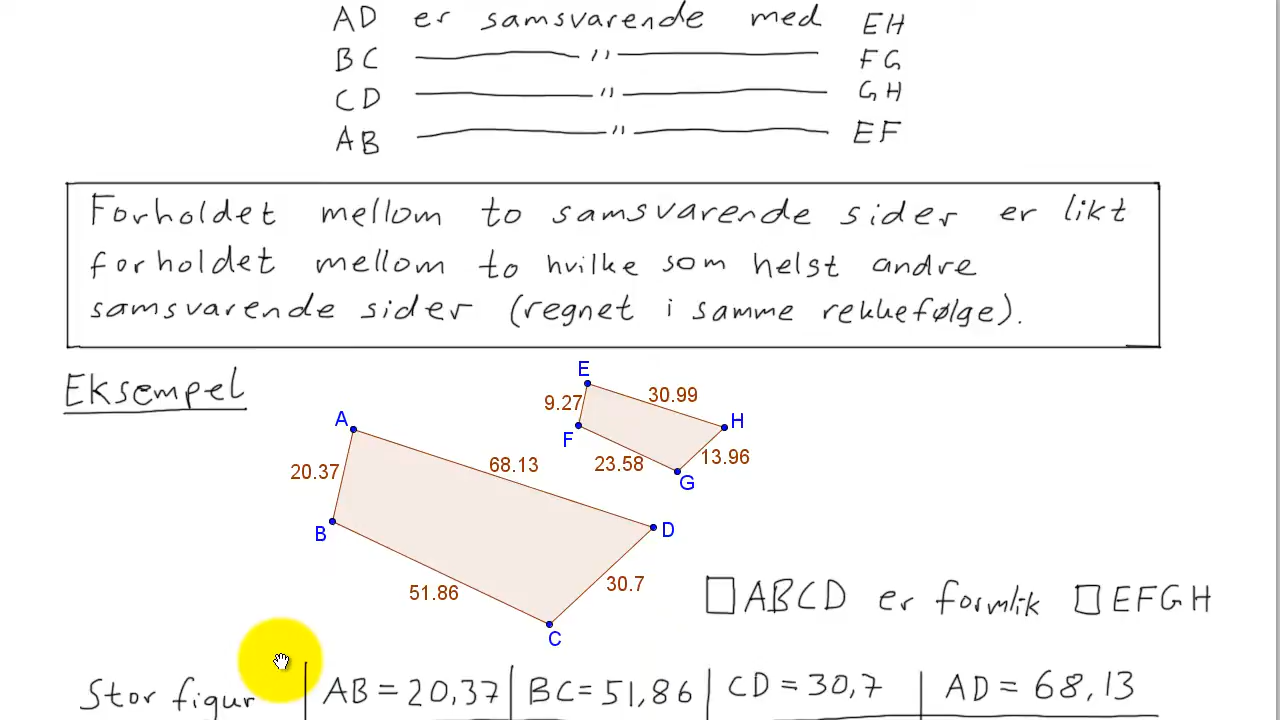 AD er samsvarende med EH
BC —— " —— FG
CD —— " —— GH
AB —— " —— EF
Forholdet mellom to samsvarende sider er likt
forholdet mellom to hvilke som helst andre
samsvarende sider (regnet i samme rekkefølge).
Eksempel
E
9.27
30.99
H
A
F
23.58
13.96
G
20.37
68.13
B
D
51.86
30.7
C
□ABCD er formlik □EFGH
Stor figur | AB = 20,37 | BC = 51,86 | CD = 30,7 | AD = 68,13